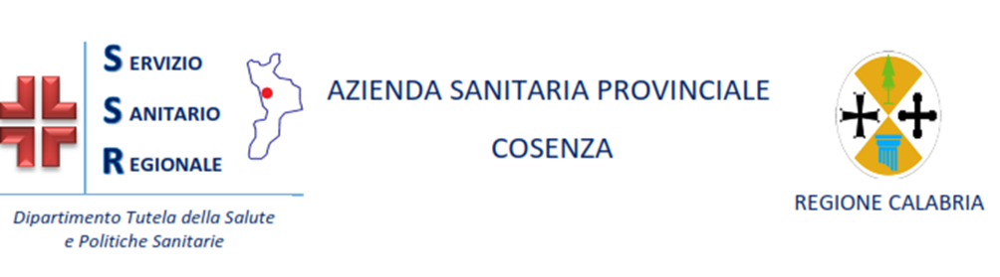 SERVIZIO
SANITARIO
REGIONALE
Dipartimento Tutela della Salute
e Politiche Sanitarie
AZIENDA SANITARIA PROVINCIALE
COSENZA
REGIONE CALABRIA